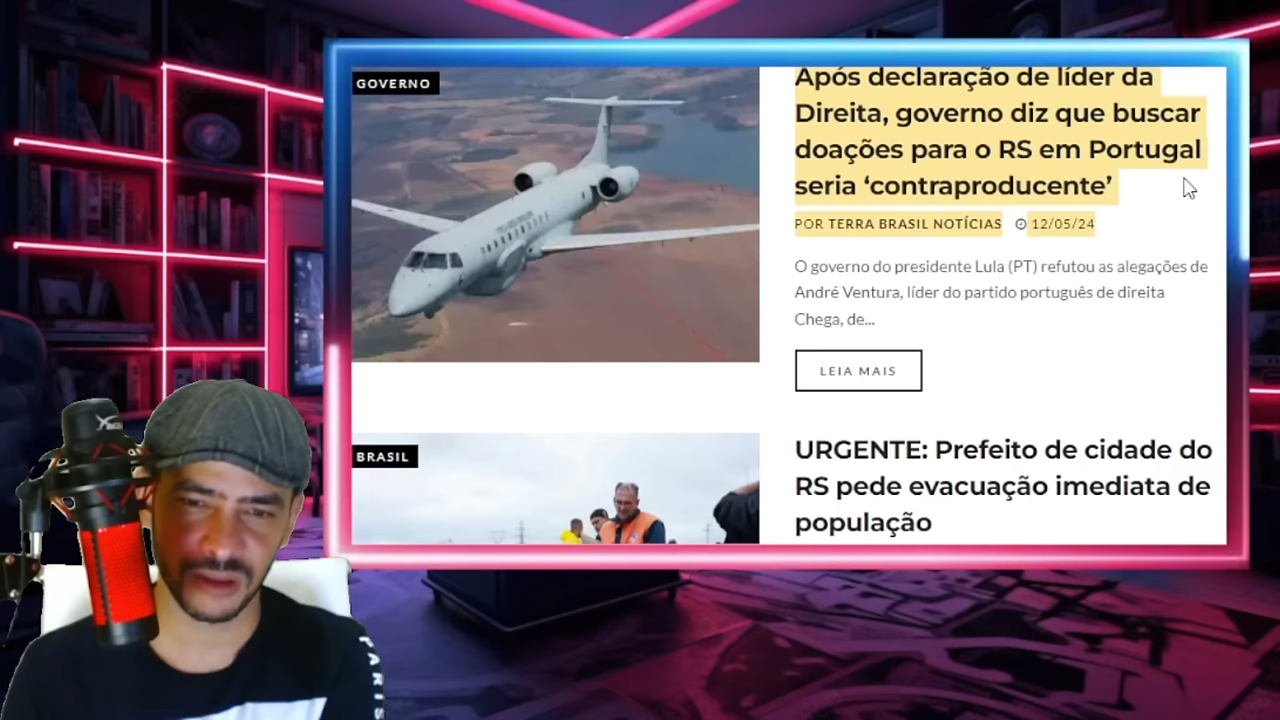 GOVERNO
Após declaração de líder da
Direita, governo diz que buscar
doações para o RS em Portugal
seria ‘contraproducente’
POR TERRA BRASIL NOTÍCIAS 12/05/24
O governo do presidente Lula (PT) refutou as alegações de
André Ventura, líder do partido português de direita
Chega, de...
LEIA MAIS
BRASIL
URGENTE: Prefeito de cidade do
RS pede evacuação imediata de
população
PARIS